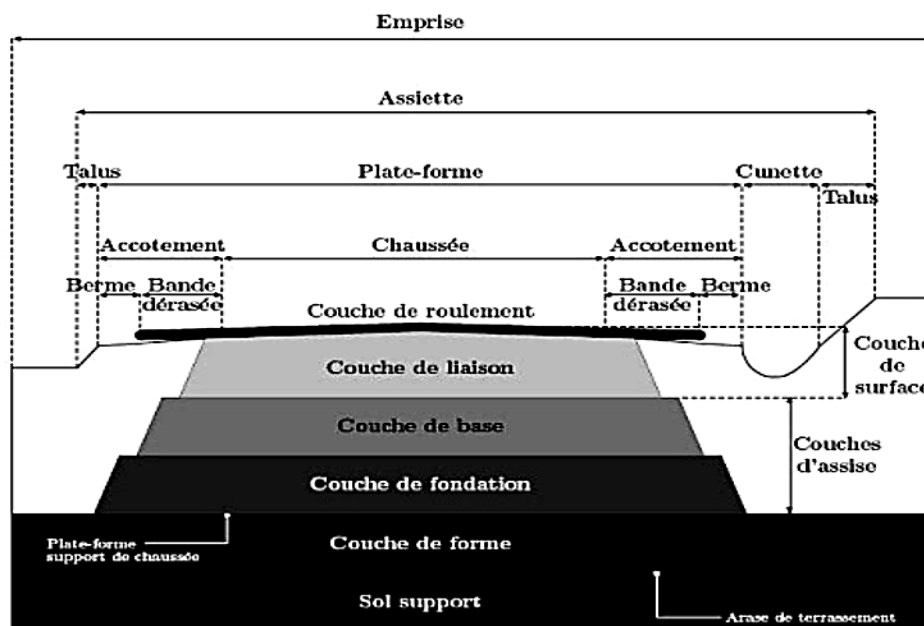 Emprise
Assiette
Talus
Plate-forme
Cunette
Talus
Accotement
Chaussée
Accotement
Berme
Bande
dérasée
Couche de roulement
Bande
dérasée
Berme
Couche de liaison
Couche
de
surface
Couche de base
Couches
d'assise
Couche de fondation
Plate-forme
support de chaussée
Couche de forme
Sol support
Arase de terrassement